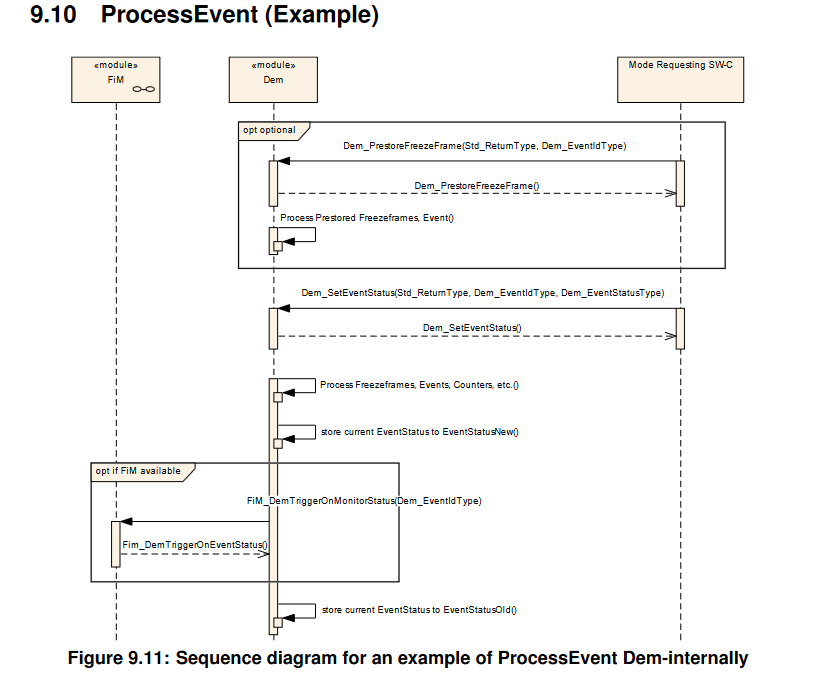 9.10 ProcessEvent (Example)
«module»
FiM
«module»
Dem
Mode Requesting SW-C
opt optional
Dem_PrestoreFreezeFrame(Std_ReturnType, Dem_EventIdType)
Dem_PrestoreFreezeFrame()
Process Prestored Freezeframes, Event()
Dem_SetEventStatus(Std_ReturnType, Dem_EventIdType, Dem_EventStatusType)
Dem_SetEventStatus()
Process Freezeframes, Events, Counters, etc.()
store current EventStatus to EventStatusNew()
opt if FiM available
FiM_DemTriggerOnMonitorStatus(Dem_EventIdType)
Fim_DemTriggerOnEventStatus()
store current EventStatus to EventStatusOld()
Figure 9.11: Sequence diagram for an example of ProcessEvent Dem-internally